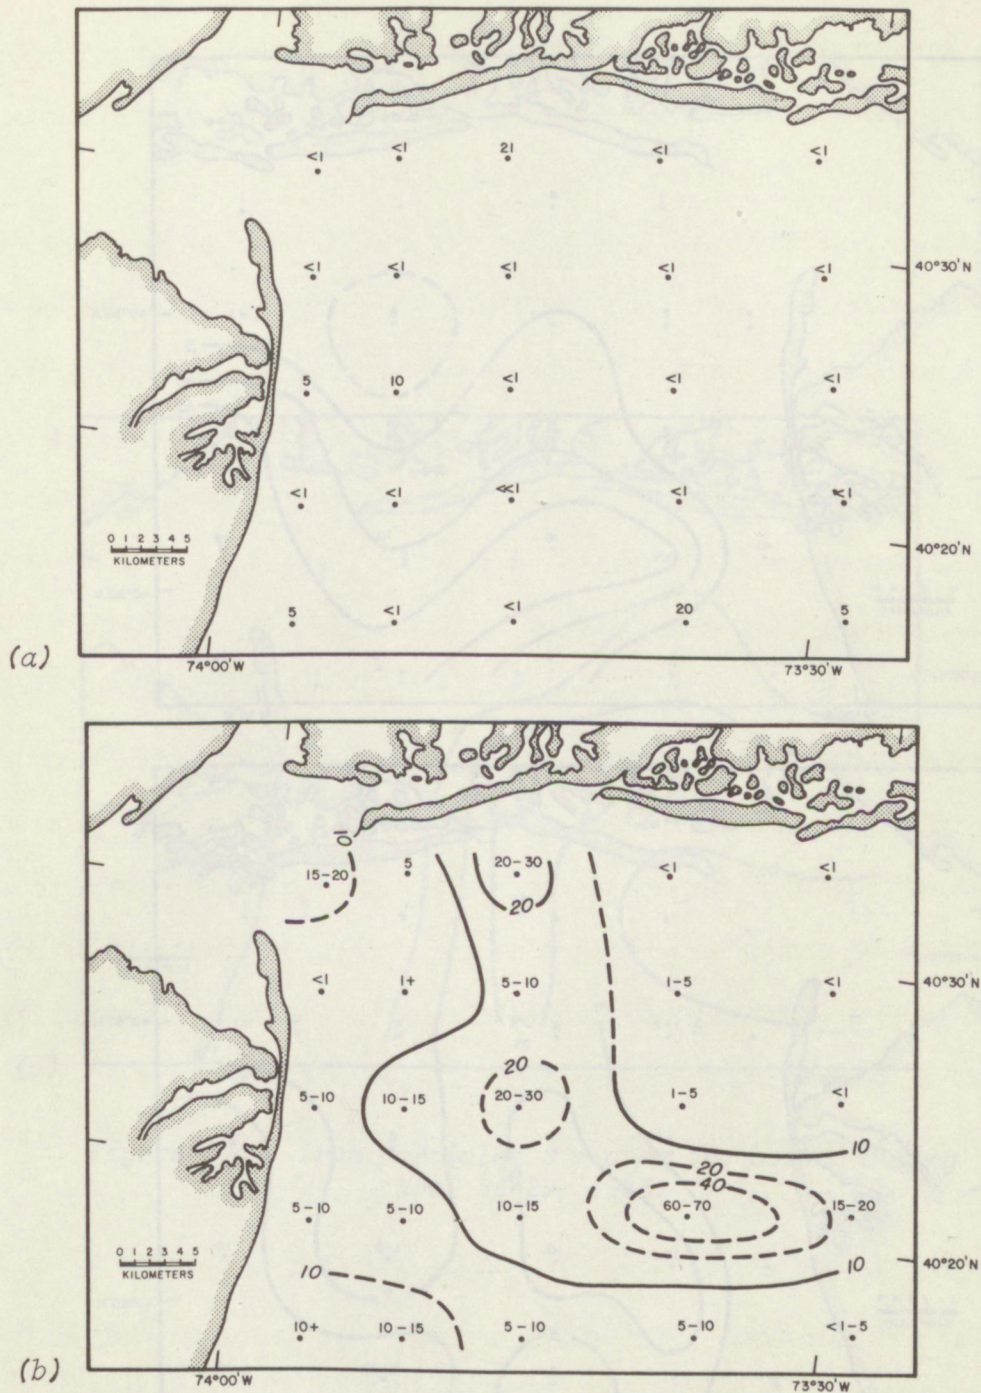 <1 <1 21 <1 <1
<1 <1 <1 <1 <1
40°30'N
5 10 <1 <1 <1
<1 <1 <<1 <1 <1
0 1 2 3 4 5
KILOMETERS
40°20'N
5 <1 <1 20 5
(a)
74°00'W 73°30'W
10
15-20 5 20-30 <1 <1
20
<1 1+ 5-10 1-5 <1
40°30'N
20
5-10 10-15 20-30 1-5 <1
10
20
40
5-10 5-10 10-15 60-70 15-20
0 1 2 3 4 5
KILOMETERS
10 10
40°20'N
10+ 10-15 5-10 5-10 <1-5
(b)
74°00'W 73°30'W